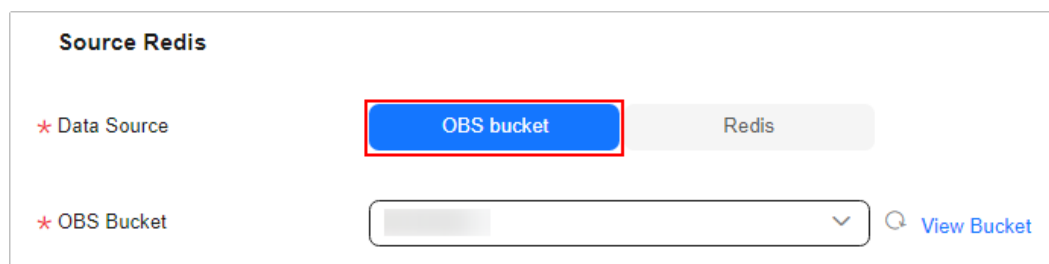 Source Redis
* Data Source OBS bucket Redis
* OBS Bucket View Bucket